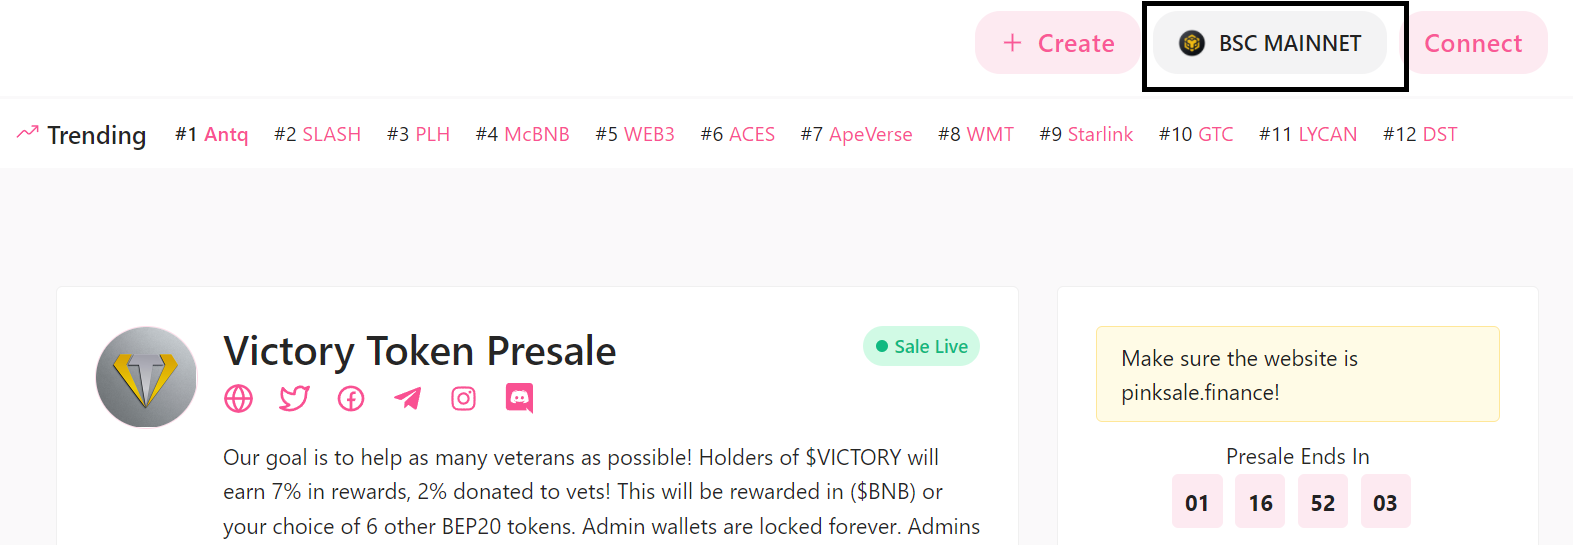 + Create
BSC MAINNET
Connect
Trending #1 Antq #2 SLASH #3 PLH #4 McBNB #5 WEB3 #6 ACES #7 ApeVerse #8 WMT #9 Starlink #10 GTC #11 LYCAN #12 DST
Victory Token Presale
Sale Live
Our goal is to help as many veterans as possible! Holders of $VICTORY will
earn 7% in rewards, 2% donated to vets! This will be rewarded in ($BNB) or
your choice of 6 other BEP20 tokens. Admin wallets are locked forever. Admins
Make sure the website is
pinksale.finance!
Presale Ends In
01 16 52 03